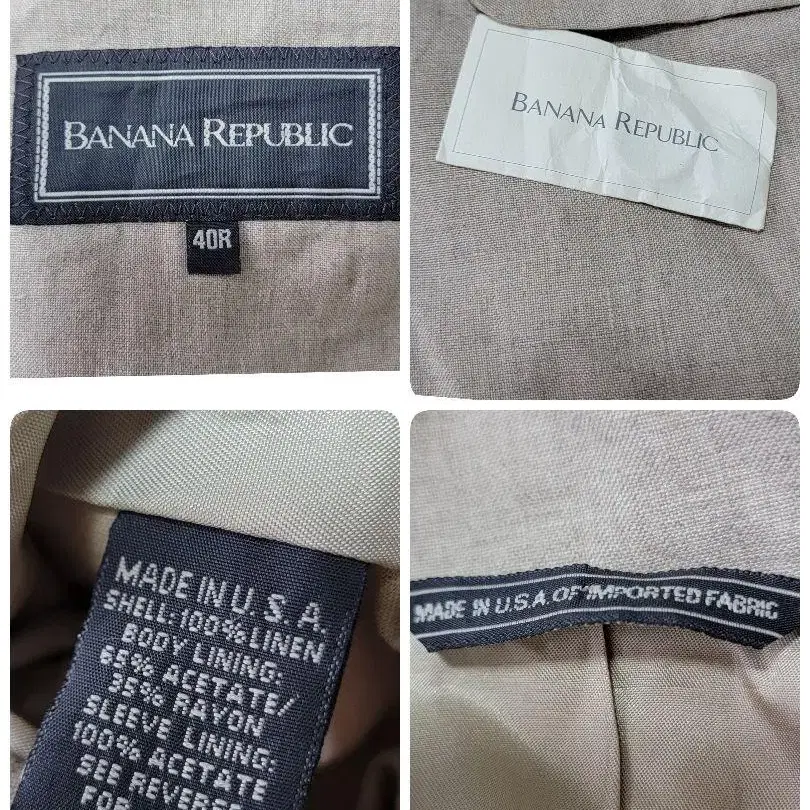 BANANA REPUBLIC
40R
BANANA REPUBLIC
MADE IN U.S.A.
SHELL: 100% LINEN
BODY LINING:
65% ACETATE/
35% RAYON
SLEEVE LINING:
100% ACETATE
SEE REVERSE
FOR
MADE IN U.S.A. OF IMPORTED FABRIC